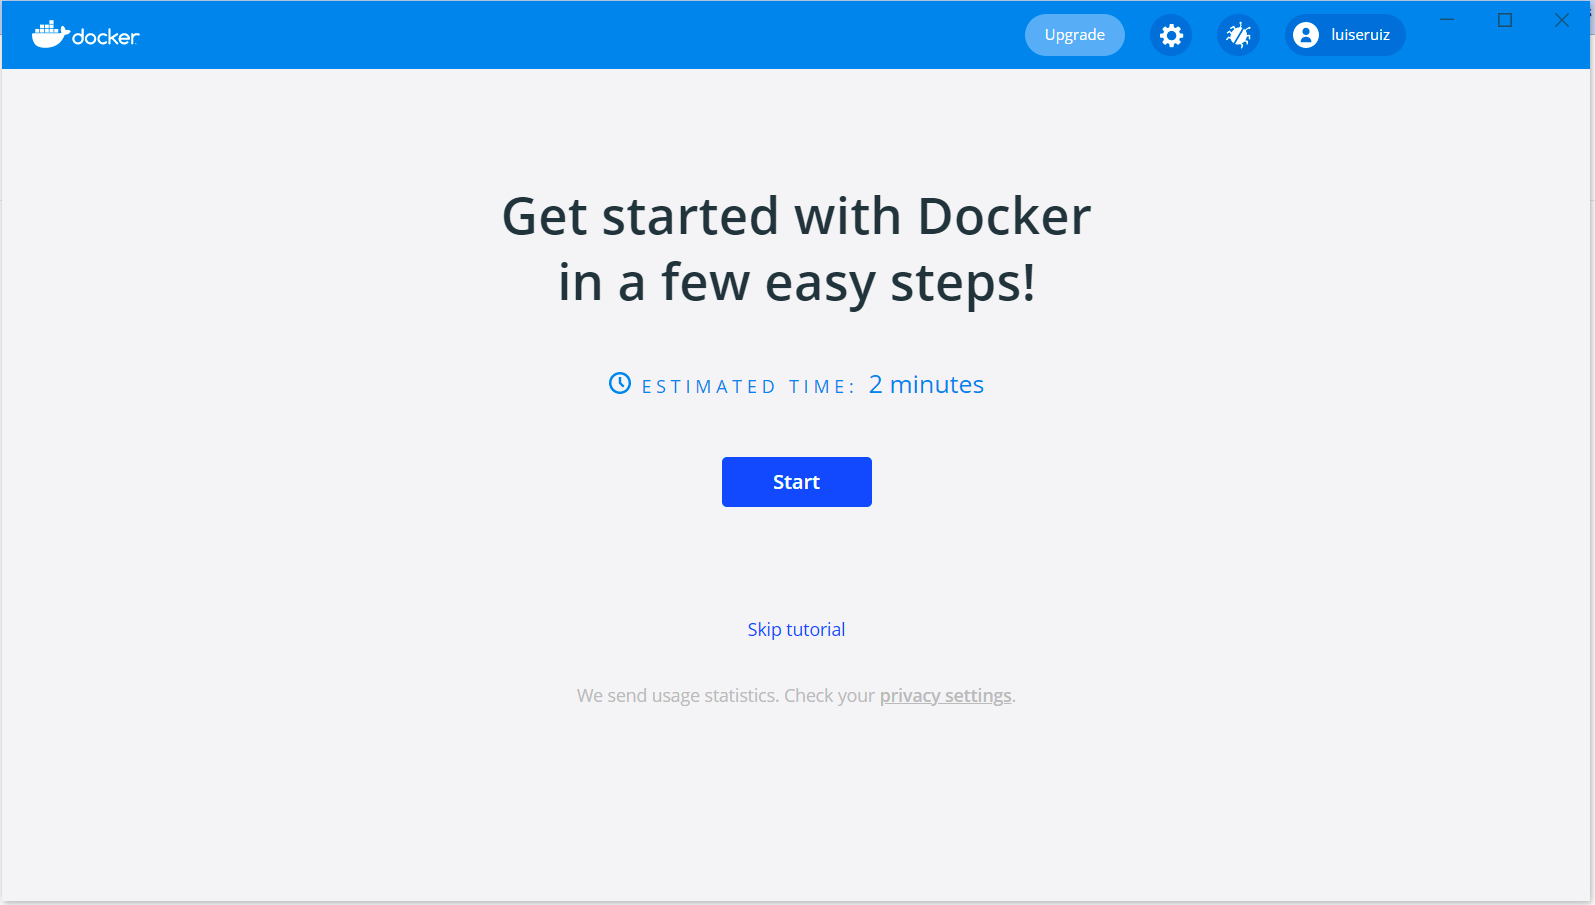 docker
Upgrade
luiseruiz
Get started with Docker
in a few easy steps!
ESTIMATED TIME: 2 minutes
Start
Skip tutorial
We send usage statistics. Check your privacy settings.